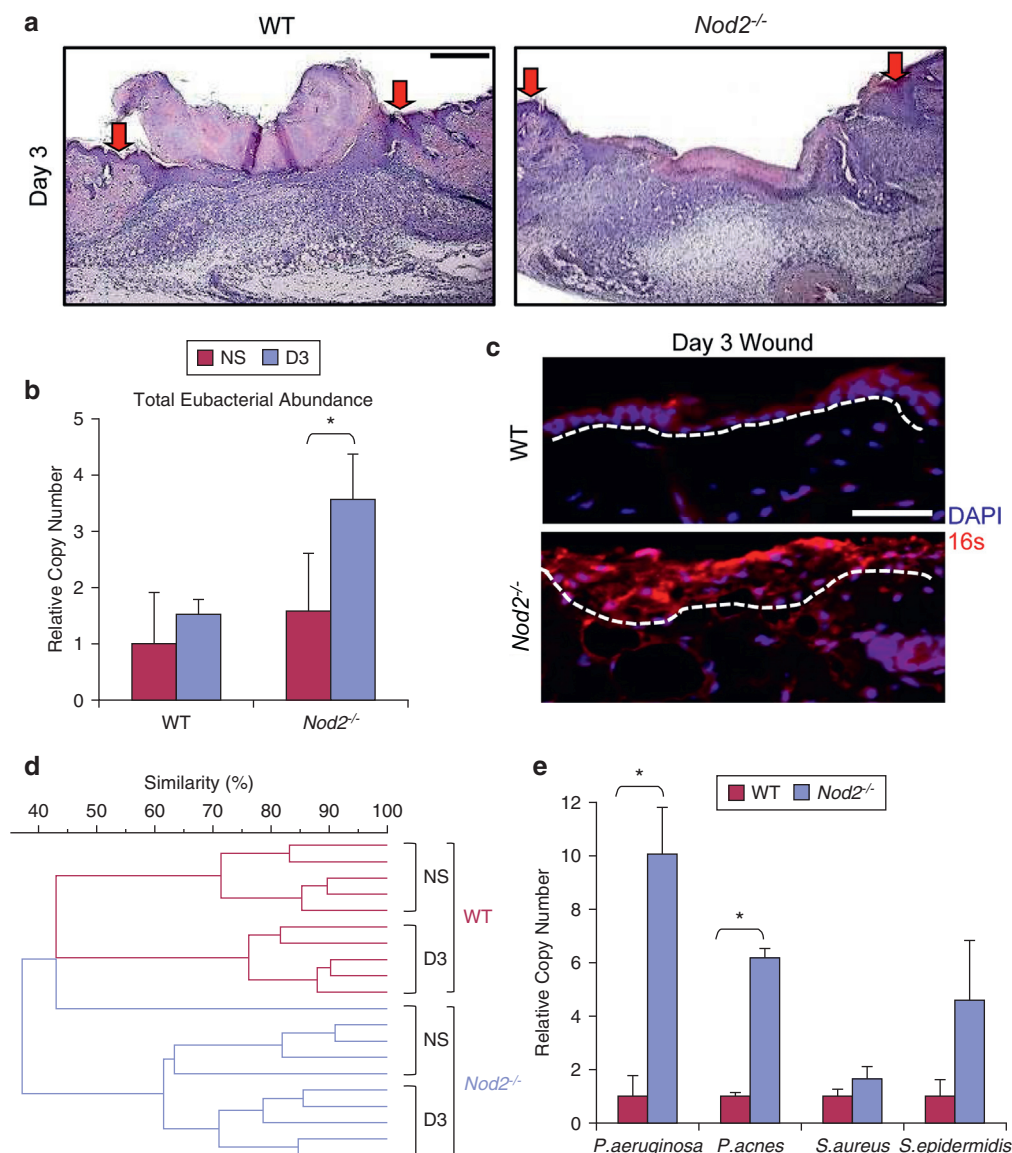 a
WT
Nod2-/-
Day 3
NS D3
b
Total Eubacterial Abundance
Relative Copy Number
5
4
3
2
1
0
*
WT
Nod2-/-
c
Day 3 Wound
WT
Nod2-/-
DAPI
16s
d
Similarity (%)
40 50 60 70 80 90 100
NS
D3
WT
NS
D3
Nod2-/-
e
WT Nod2-/-
Relative Copy Number
12
10
8
6
4
2
0
*
*
P.aeruginosa P.acnes S.aureus S.epidermidis